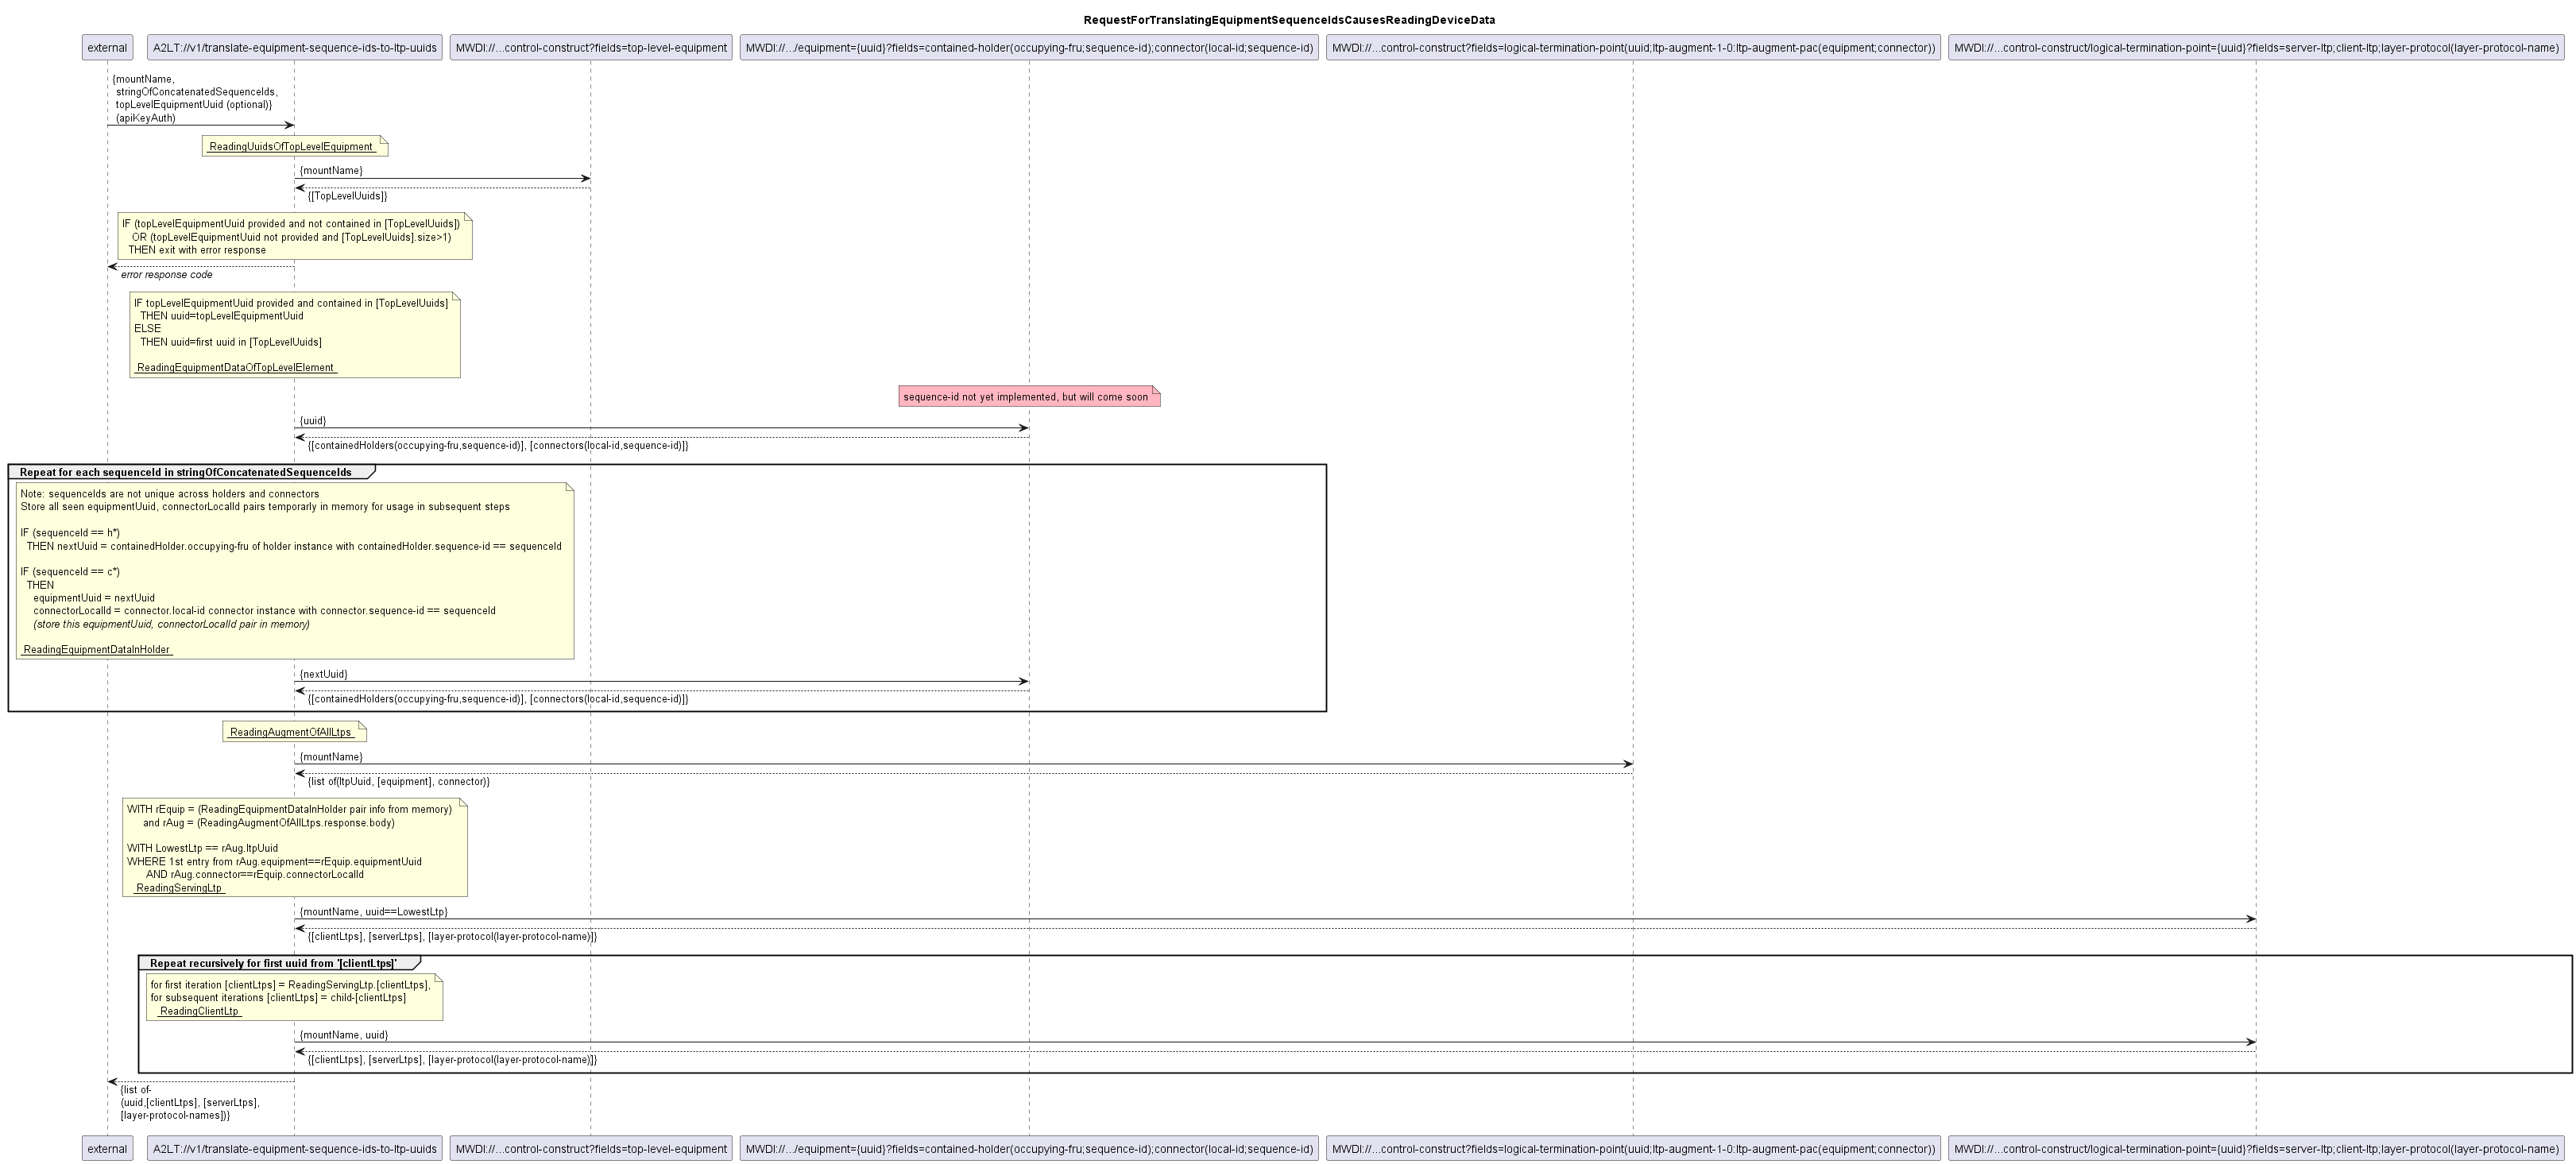 RequestForTranslatingEquipmentSequenceIdsCausesReadingDeviceData
external
A2LT://v1/translate-equipment-sequence-ids-to-ltp-uuids
MWDI://...control-construct?fields=top-level-equipment
MWDI://.../equipment={uuid}?fields=contained-holder(occupying-fru;sequence-id);connector(local-id;sequence-id)
MWDI://...control-construct?fields=logical-termination-point(uuid;ltp-augment-1-0:ltp-augment-pac(equipment;connector))
MWDI://...control-construct/logical-termination-point={uuid}?fields=server-ltp;client-ltp;layer-protocol(layer-protocol-name)
{mountName,
stringOfConcatenatedSequenceIds,
topLevelEquipmentUuid (optional)}
(apiKeyAuth)
ReadingUuidsOfTopLevelEquipment
{mountName}
{[TopLevelUuids]}
IF (topLevelEquipmentUuid provided and not contained in [TopLevelUuids])
OR (topLevelEquipmentUuid not provided and [TopLevelUuids].size>1)
THEN exit with error response
error response code
IF topLevelEquipmentUuid provided and contained in [TopLevelUuids]
THEN uuid=topLevelEquipmentUuid
ELSE
THEN uuid=first uuid in [TopLevelUuids]
ReadingEquipmentDataOfTopLevelElement
sequence-id not yet implemented, but will come soon
{uuid}
{[containedHolders(occupying-fru,sequence-id)], [connectors(local-id,sequence-id)]}
Repeat for each sequenceId in stringOfConcatenatedSequenceIds
Note: sequenceIds are not unique across holders and connectors
Store all seen equipmentUuid, connectorLocalId pairs temporarly in memory for usage in subsequent steps
IF (sequenceId == h*)
THEN nextUuid = containedHolder.occupying-fru of holder instance with containedHolder.sequence-id == sequenceId
IF (sequenceId == c*)
THEN
equipmentUuid = nextUuid
connectorLocalId = connector.local-id connector instance with connector.sequence-id == sequenceId
(store this equipmentUuid, connectorLocalId pair in memory)
ReadingEquipmentDataInHolder
{nextUuid}
{[containedHolders(occupying-fru,sequence-id)], [connectors(local-id,sequence-id)]}
ReadingAugmentOfAllLtps
{mountName}
{list of(ltpUuid, [equipment], connector)}
WITH rEquip = (ReadingEquipmentDataInHolder pair info from memory)
and rAug = (ReadingAugmentOfAllLtps.response.body)
WITH LowestLtp == rAug.ltpUuid
WHERE 1st entry from rAug.equipment==rEquip.equipmentUuid
AND rAug.connector==rEquip.connectorLocalId
ReadingServingLtp
{mountName, uuid==LowestLtp}
{[clientLtps], [serverLtps], [layer-protocol(layer-protocol-name)]}
Repeat recursively for first uuid from '[clientLtps]'
for first iteration [clientLtps] = ReadingServingLtp.[clientLtps],
for subsequent iterations [clientLtps] = child-[clientLtps]
ReadingClientLtp
{mountName, uuid}
{[clientLtps], [serverLtps], [layer-protocol(layer-protocol-name)]}
{list of-
(uuid,[clientLtps], [serverLtps],
[layer-protocol-names])}
external
A2LT://v1/translate-equipment-sequence-ids-to-ltp-uuids
MWDI://...control-construct?fields=top-level-equipment
MWDI://.../equipment={uuid}?fields=contained-holder(occupying-fru;sequence-id);connector(local-id;sequence-id)
MWDI://...control-construct?fields=logical-termination-point(uuid;ltp-augment-1-0:ltp-augment-pac(equipment;connector))
MWDI://...control-construct/logical-termination-point={uuid}?fields=server-ltp;client-ltp;layer-protocol(layer-protocol-name)